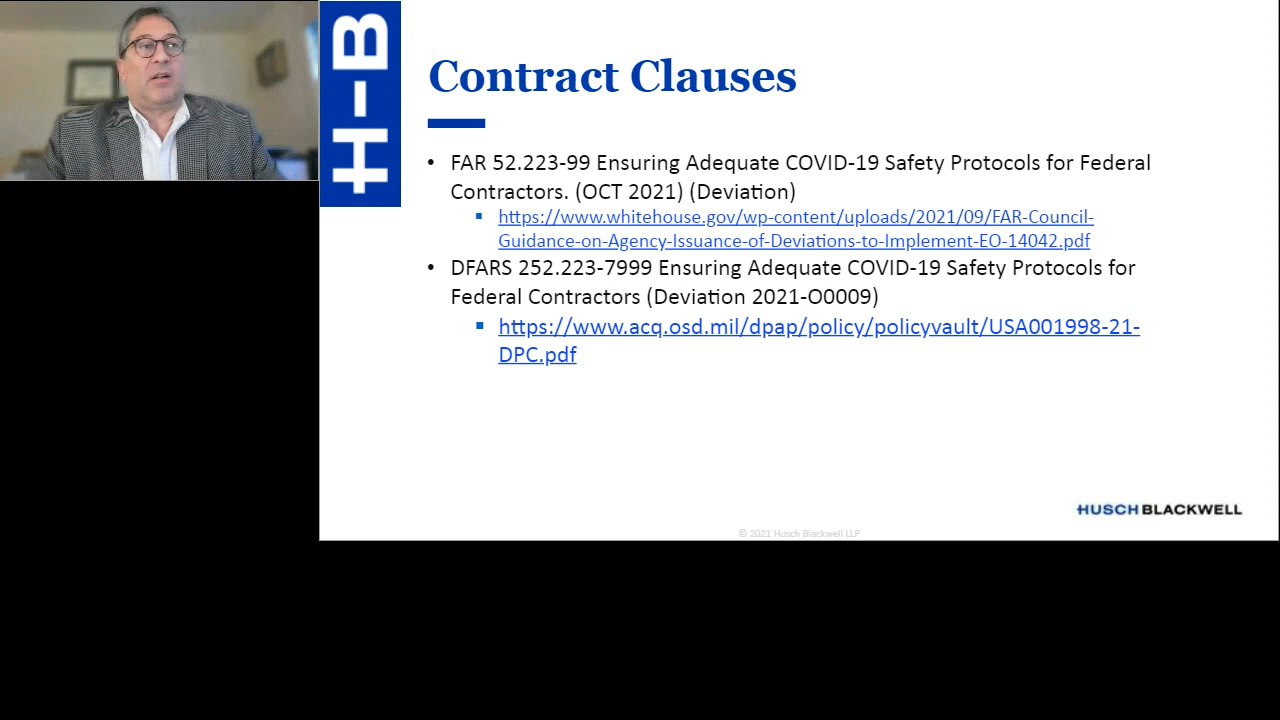 H-B
Contract Clauses
• FAR 52.223-99 Ensuring Adequate COVID-19 Safety Protocols for Federal
Contractors. (OCT 2021) (Deviation)
▪ https://www.whitehouse.gov/wp-content/uploads/2021/09/FAR-Council-
Guidance-on-Agency-Issuance-of-Deviations-to-Implement-EO-14042.pdf
• DFARS 252.223-7999 Ensuring Adequate COVID-19 Safety Protocols for
Federal Contractors (Deviation 2021-O0009)
▪ https://www.acq.osd.mil/dpap/policy/policyvault/USA001998-21-
DPC.pdf
HUSCH BLACKWELL
© 2021 Husch Blackwell LLP